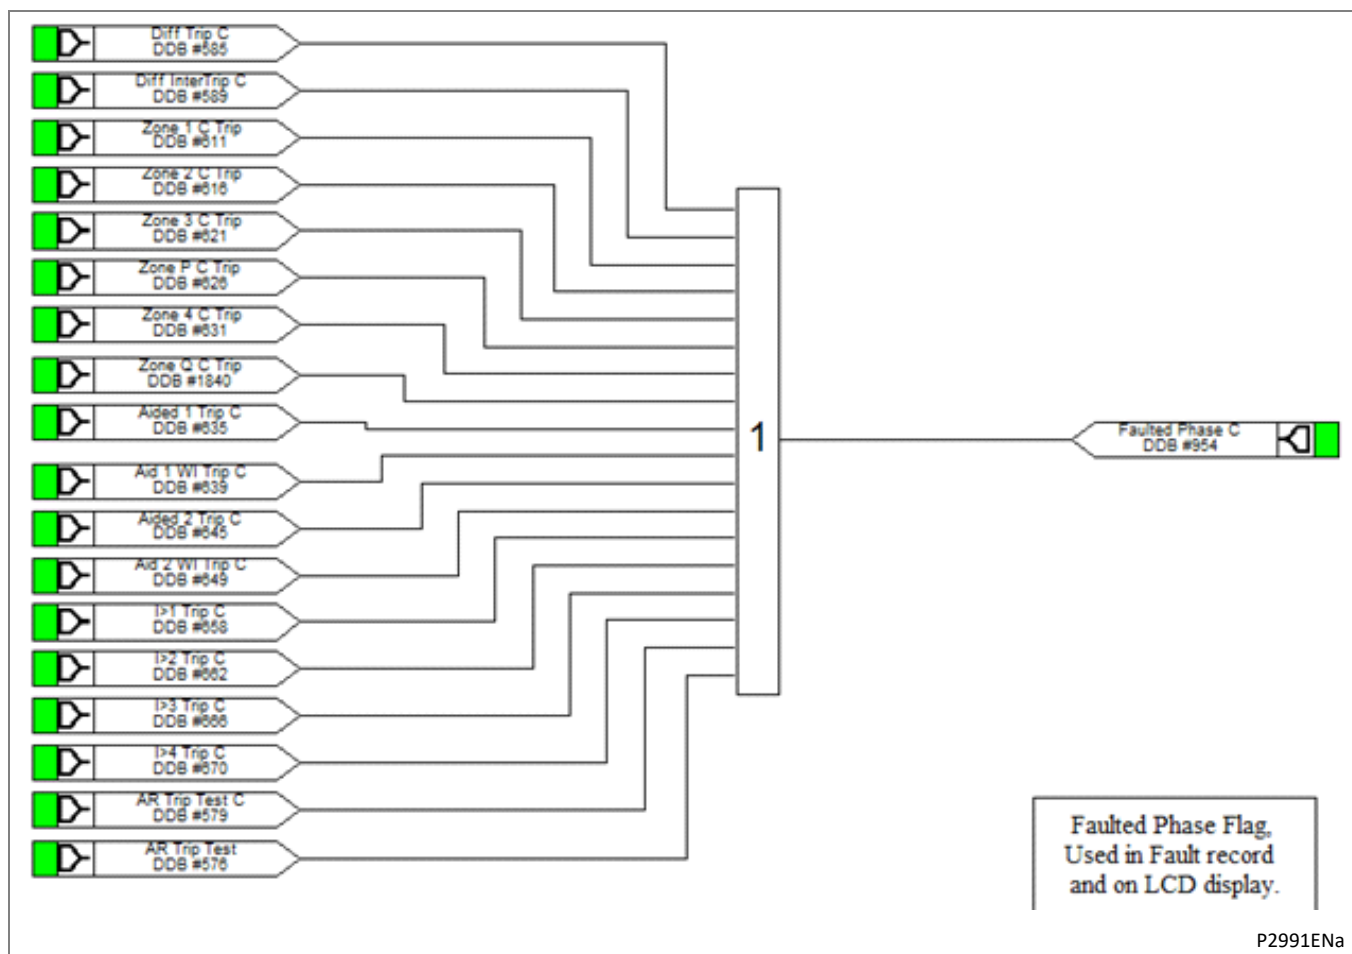 Diff Trip C
DDB #585
Diff InterTrip C
DDB #589
Zone 1 C Trip
DDB #611
Zone 2 C Trip
DDB #616
Zone 3 C Trip
DDB #621
Zone P C Trip
DDB #626
Zone 4 C Trip
DDB #631
Zone Q C Trip
DDB #1840
Aided 1 Trip C
DDB #635
Aid 1 WI Trip C
DDB #639
Aided 2 Trip C
DDB #645
Aid 2 WI Trip C
DDB #649
I>1 Trip C
DDB #658
I>2 Trip C
DDB #662
I>3 Trip C
DDB #666
I>4 Trip C
DDB #670
AR Trip Test C
DDB #579
AR Trip Test
DDB #576
1
Faulted Phase C
DDB #954
Faulted Phase Flag,
Used in Fault record
and on LCD display.
P2991ENa